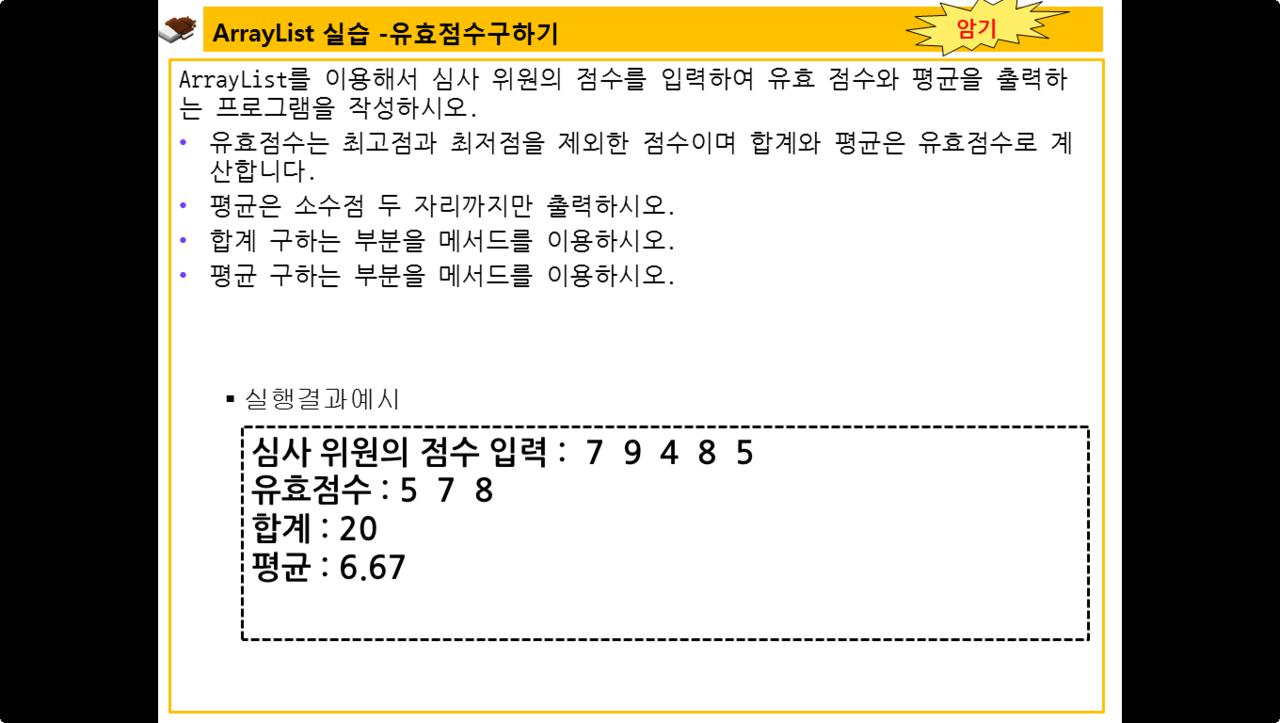 ArrayList 실습 -유효점수구하기
암기
ArrayList를 이용해서 심사 위원의 점수를 입력하여 유효 점수와 평균을 출력하
는 프로그램을 작성하시오.
• 유효점수는 최고점과 최저점을 제외한 점수이며 합계와 평균은 유효점수로 계
산합니다.
• 평균은 소수점 두 자리까지만 출력하시오.
• 합계 구하는 부분을 메서드를 이용하시오.
• 평균 구하는 부분을 메서드를 이용하시오.
▪ 실행결과예시
심사 위원의 점수 입력 : 7 9 4 8 5
유효점수 : 5 7 8
합계 : 20
평균 : 6.67